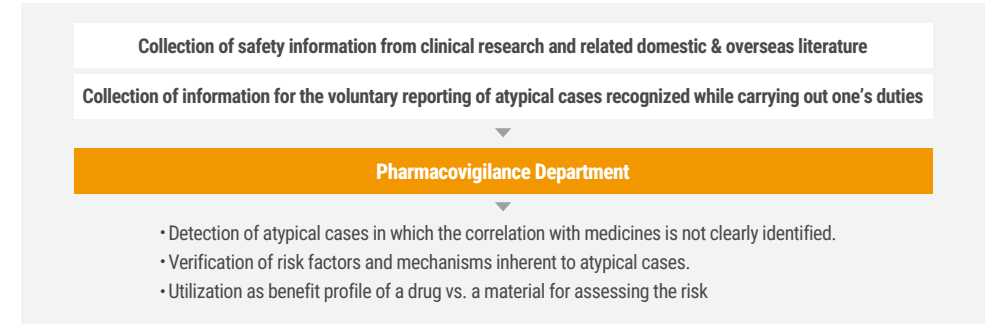 Collection of safety information from clinical research and related domestic & overseas literature
Collection of information for the voluntary reporting of atypical cases recognized while carrying out one’s duties
Pharmacovigilance Department
• Detection of atypical cases in which the correlation with medicines is not clearly identified.
• Verification of risk factors and mechanisms inherent to atypical cases.
• Utilization as benefit profile of a drug vs. a material for assessing the risk